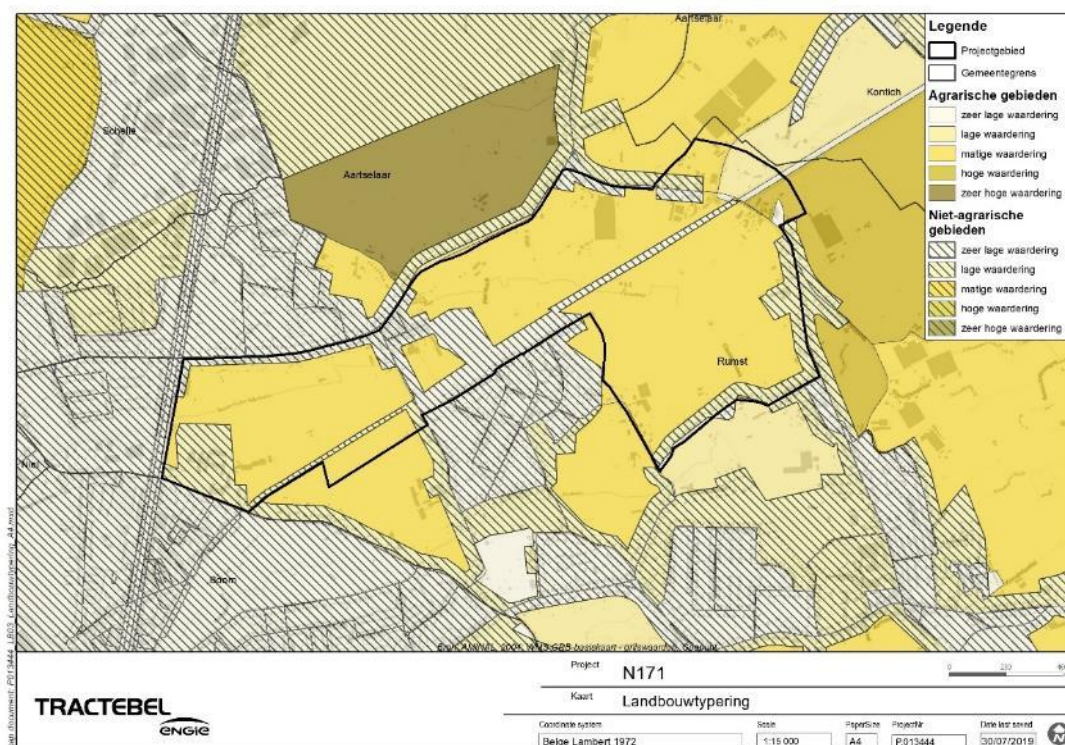 Aartselaar
Legende
Projectgebied
Gemeentegrens
Kontich
Agrarische gebieden
zeer lage waardering
lage waardering
matige waardering
hoge waardering
zeer hoge waardering
Schelle
Aartselaar
Niet-agrarische
gebieden
zeer lage waardering
lage waardering
matige waardering
hoge waardering
zeer hoge waardering
Rumst
Niel
Boom
Project
N171
Kaart
Landbouwtypering
TRACTEBEL
ENGIE
Coordinate system
Scale
PaperSize
ProjectNr
Date last saved
Belge Lambert 1972
1:15 000
A4
P.013444
30/07/2019
N